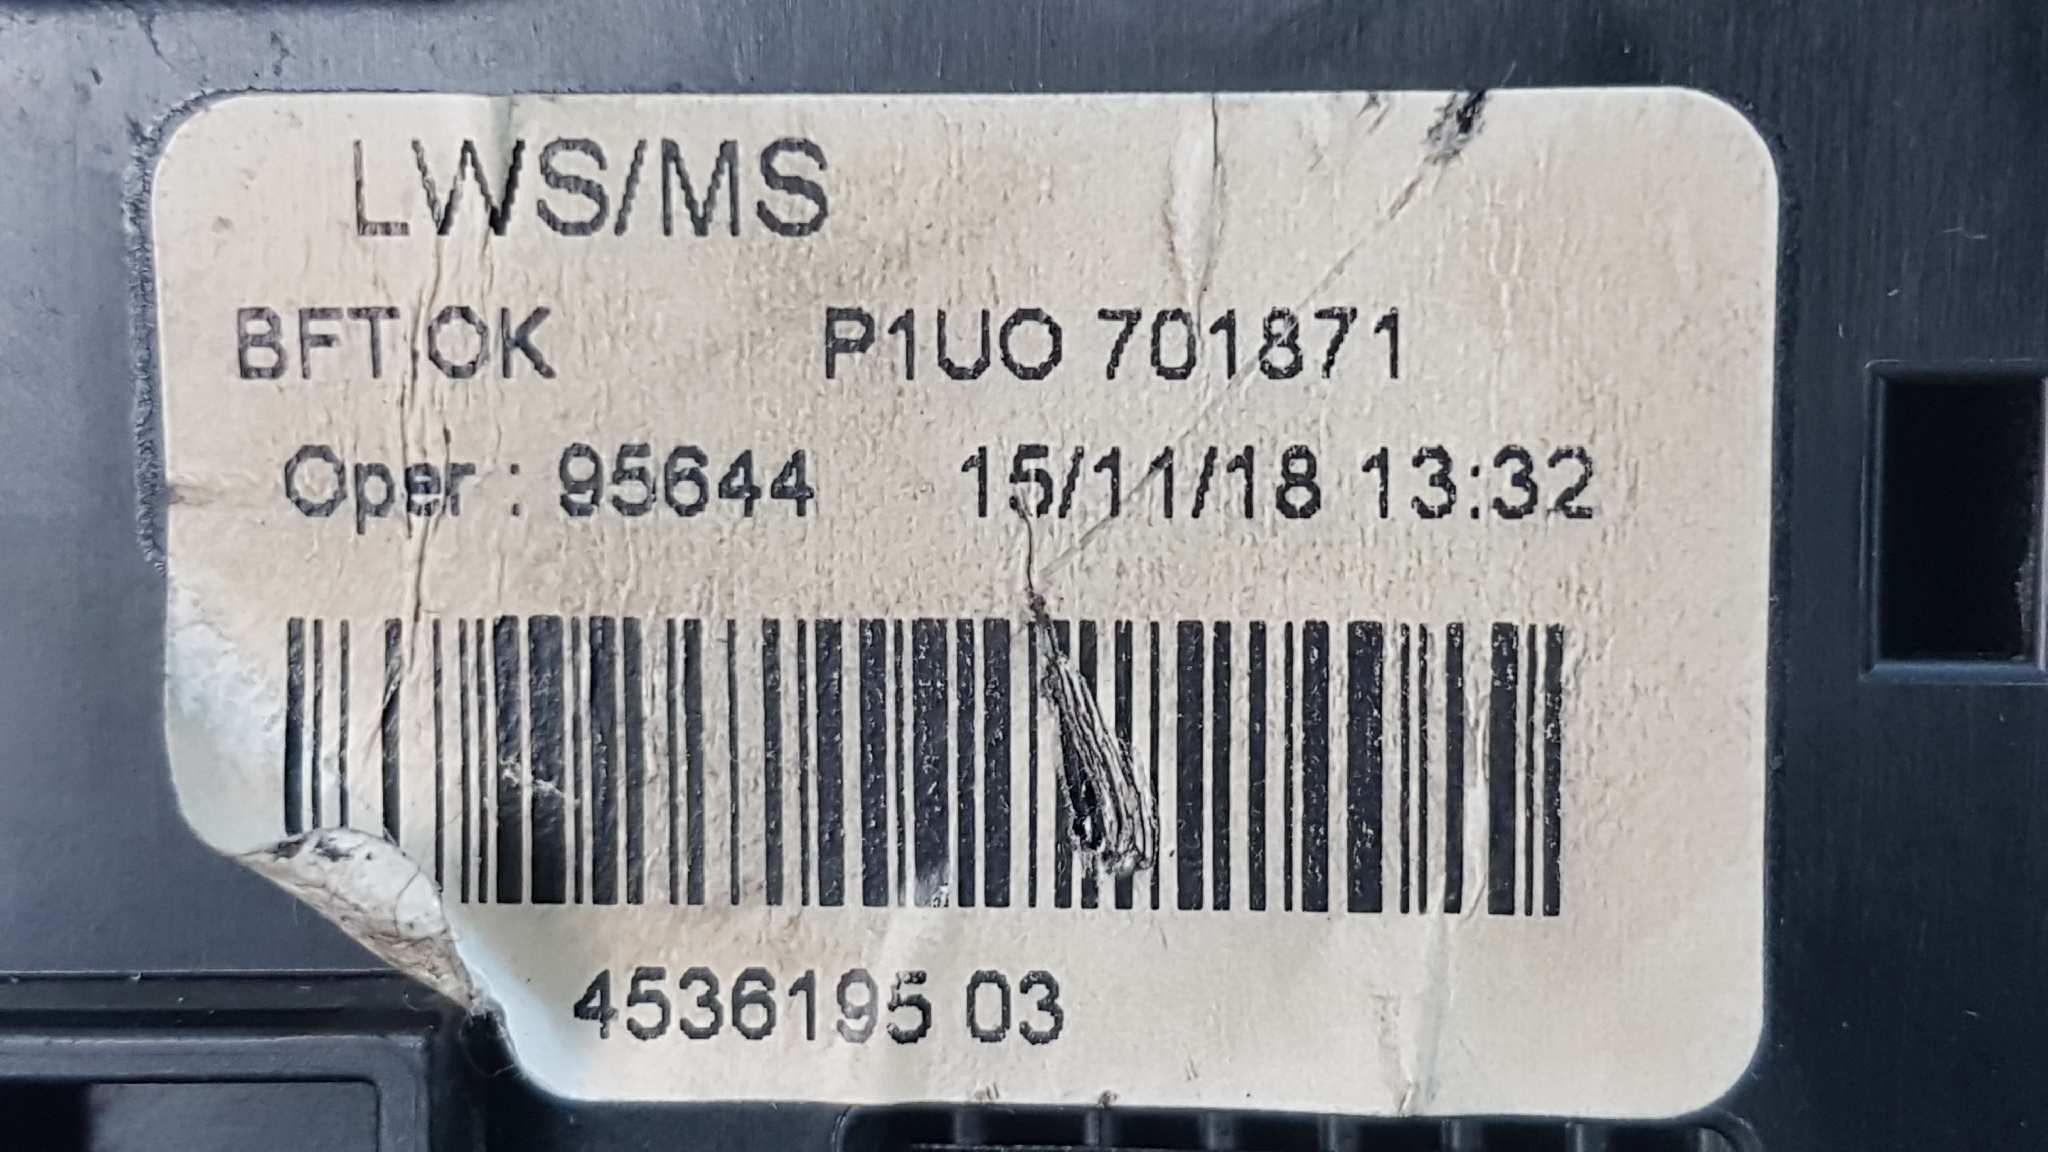 LWS/MS
BFT OK P1UO 701871
Oper : 95644 15/11/18 13:32
4536195 03